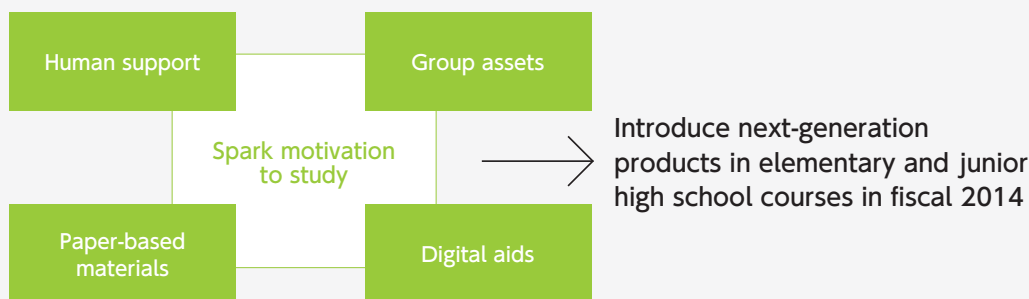 Human support
Group assets
Spark motivation
to study
Paper-based
materials
Digital aids
Introduce next-generation
products in elementary and junior
high school courses in fiscal 2014